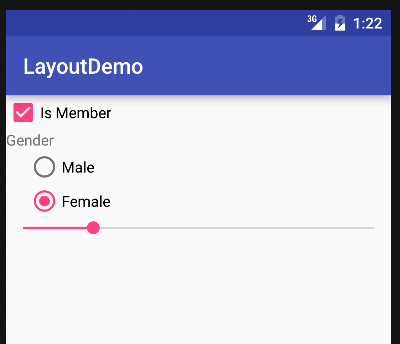 3G 1:22
LayoutDemo
Is Member
Gender
Male
Female